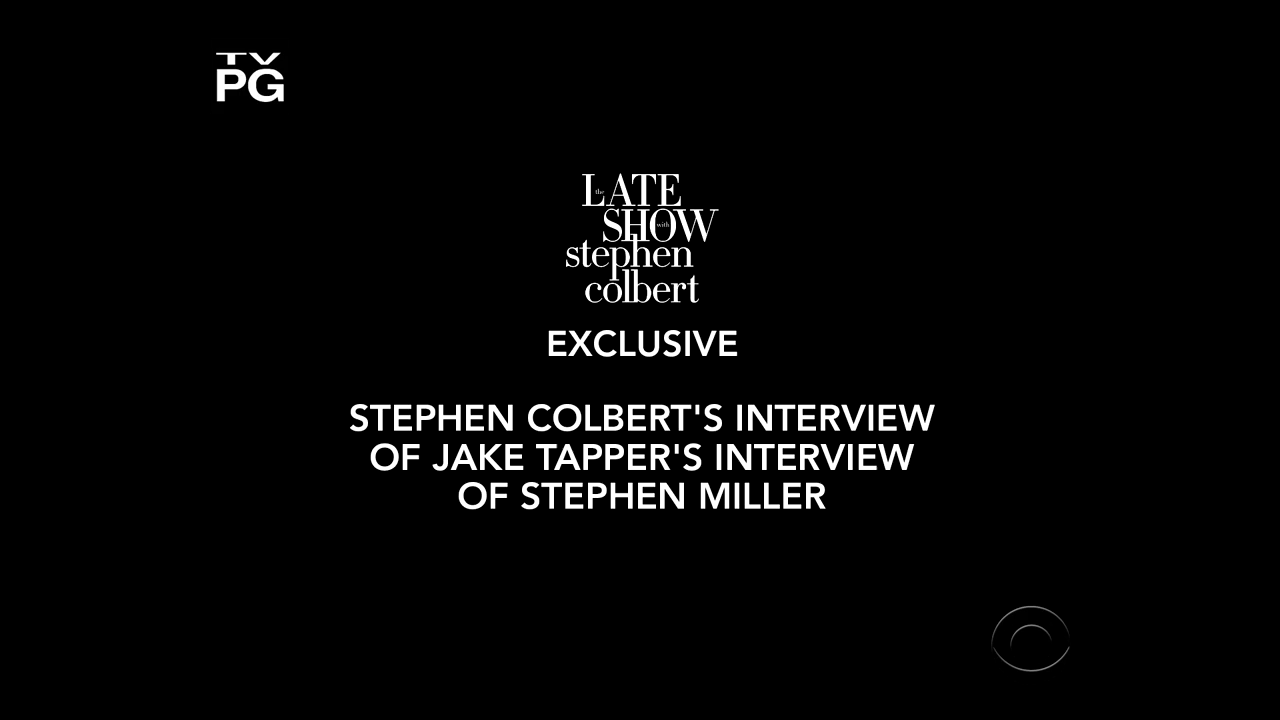 TV
PG
the LATE
SHOW with
stephen
colbert
EXCLUSIVE
STEPHEN COLBERT'S INTERVIEW
OF JAKE TAPPER'S INTERVIEW
OF STEPHEN MILLER